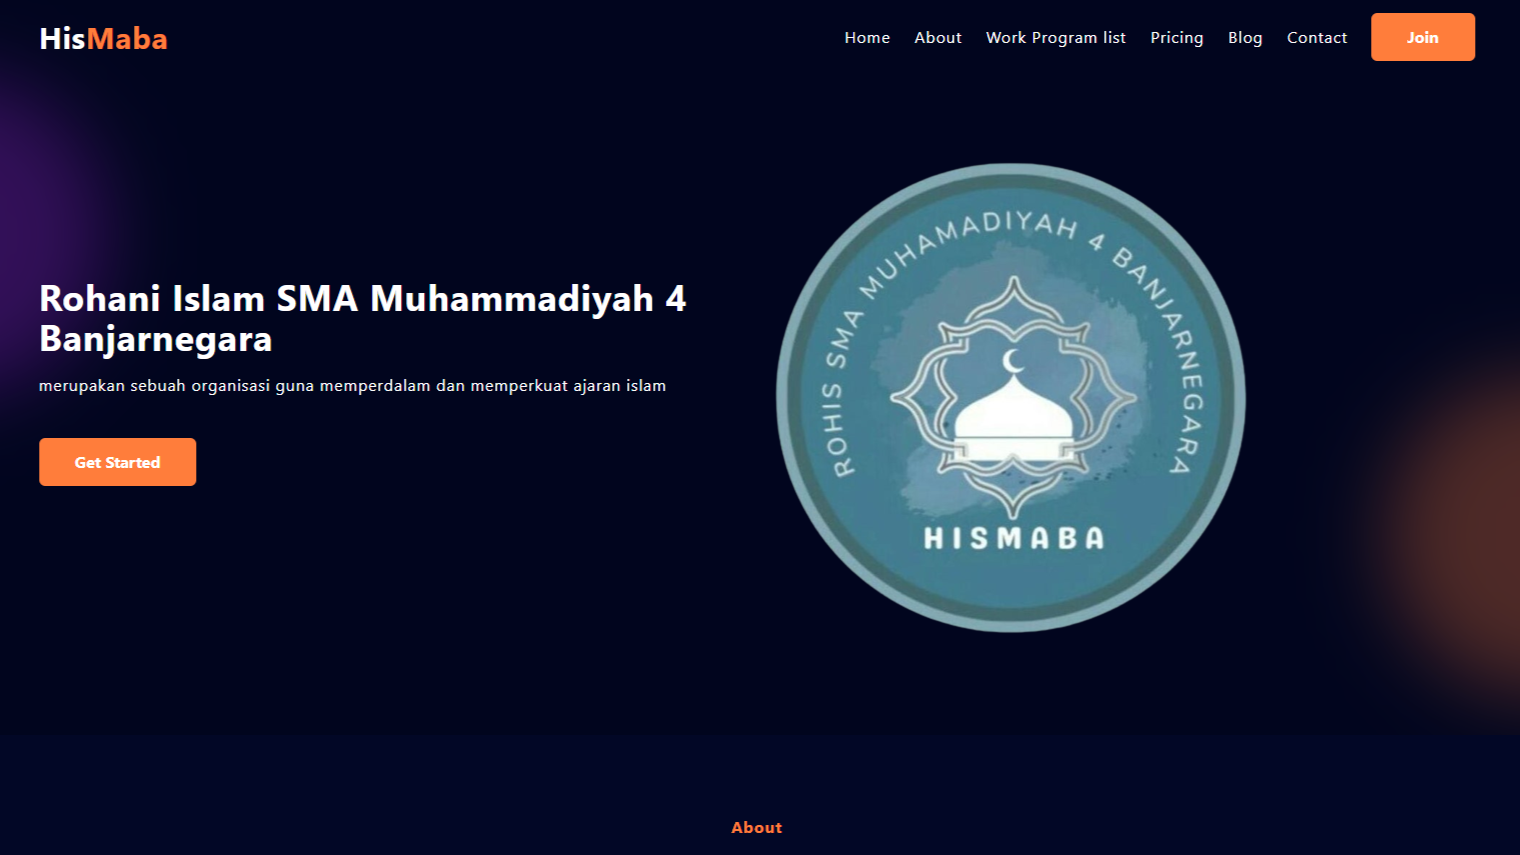 HisMaba
Home
About
Work Program list
Pricing
Blog
Contact
Join
Rohani Islam SMA Muhammadiyah 4
Banjarnegara
merupakan sebuah organisasi guna memperdalam dan memperkuat ajaran islam
Get Started
ROHIS SMA MUHAMADIYAH 4 BANJARNEGARA
HISMABA
About